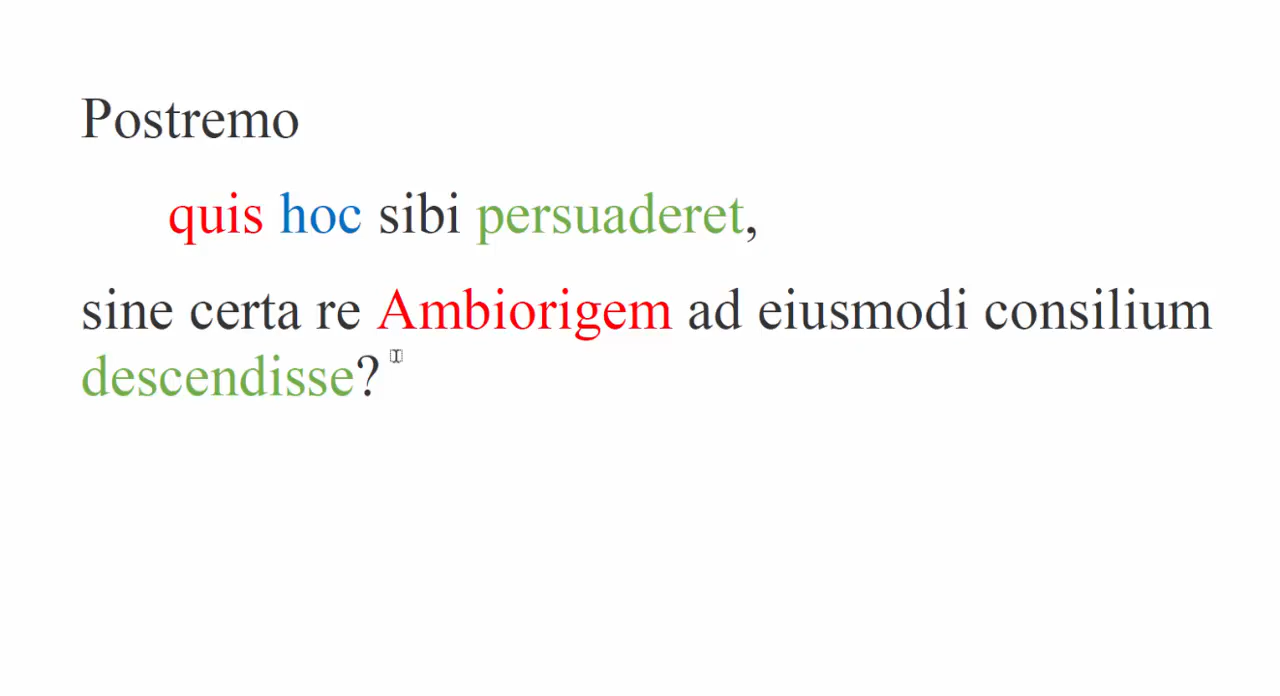 Postremo
quis hoc sibi persuaderet,
sine certa re Ambiorigem ad eiusmodi consilium
descendisse?